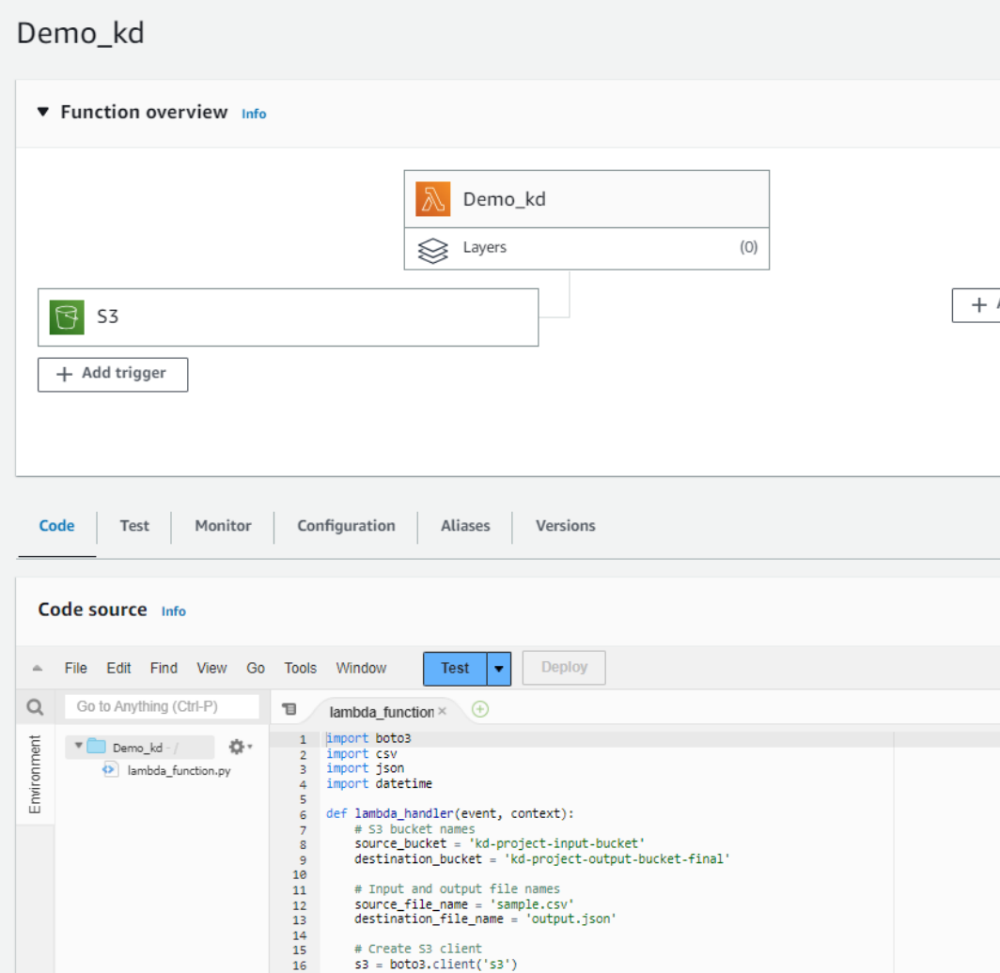 Demo_kd
Function overview Info
Demo_kd
Layers (0)
S3
Add trigger
Code Test Monitor Configuration Aliases Versions
Code source Info
File Edit Find View Go Tools Window Test Deploy
Go to Anything (Ctrl-P) lambda_function
Environment
Demo_kd - /
lambda_function.py
1 import boto3
2 import csv
3 import json
4 import datetime
5
6 def lambda_handler(event, context):
7 # S3 bucket names
8 source_bucket = 'kd-project-input-bucket'
9 destination_bucket = 'kd-project-output-bucket-final'
10
11 # Input and output file names
12 source_file_name = 'sample.csv'
13 destination_file_name = 'output.json'
14
15 # Create S3 client
16 s3 = boto3.client('s3')